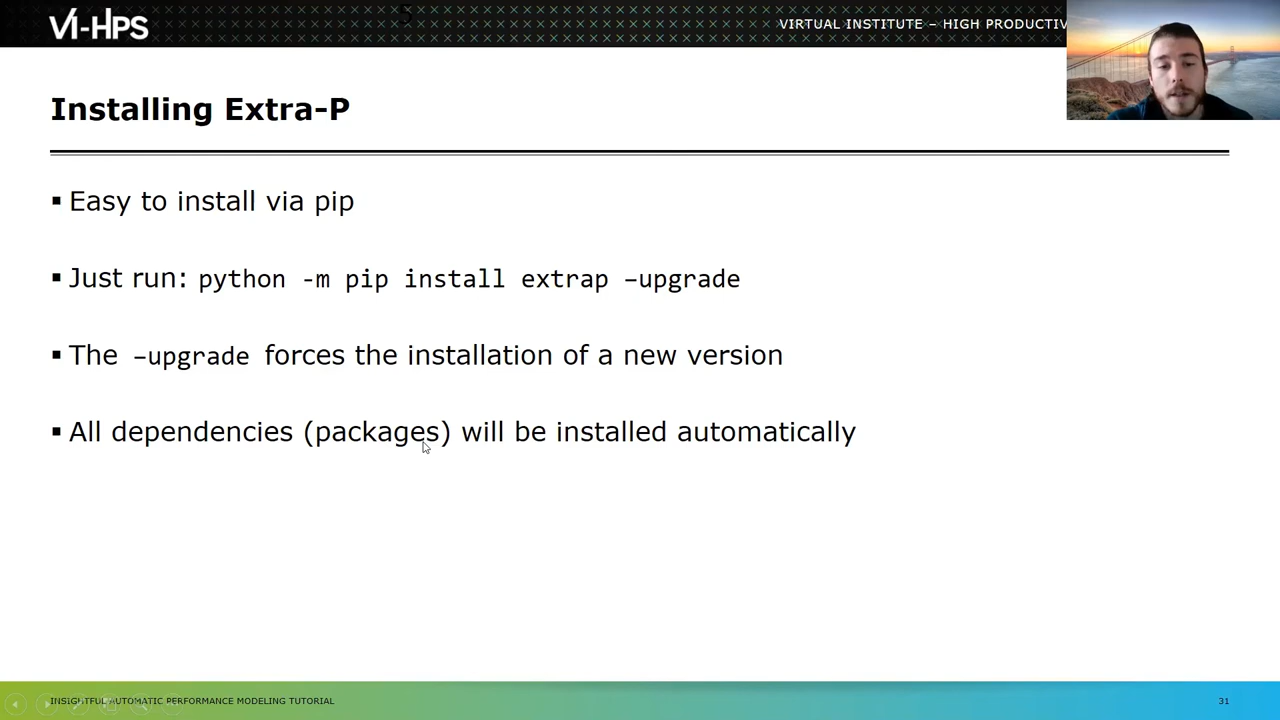 VI-HPS
5
VIRTUAL INSTITUTE – HIGH PRODUCTIV
Installing Extra-P
▪ Easy to install via pip
▪ Just run: python -m pip install extrap –upgrade
▪ The –upgrade forces the installation of a new version
▪ All dependencies (packages) will be installed automatically
INSIGHTFUL AUTOMATIC PERFORMANCE MODELING TUTORIAL
31